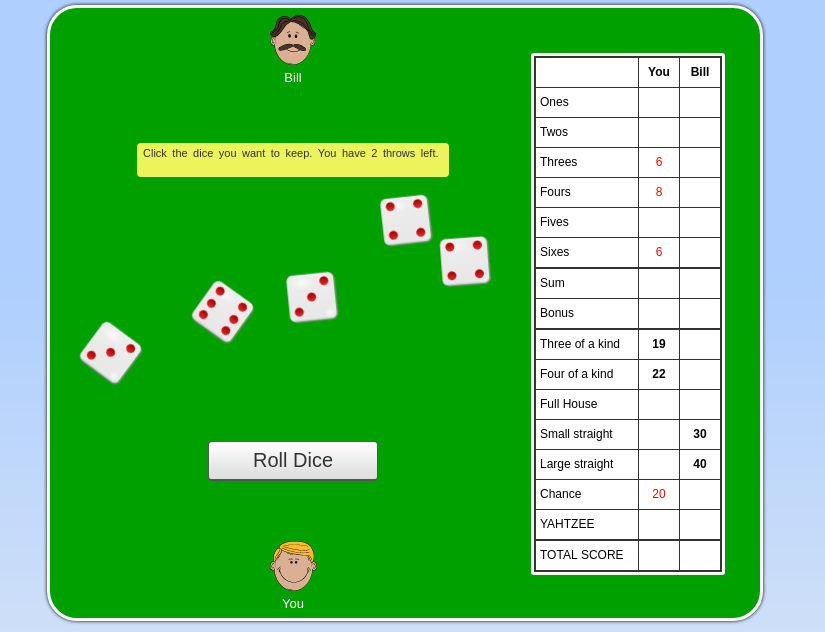 Bill
Click the dice you want to keep. You have 2 throws left.
Roll Dice
You
You Bill
Ones
Twos
Threes 6
Fours 8
Fives
Sixes 6
Sum
Bonus
Three of a kind 19
Four of a kind 22
Full House
Small straight 30
Large straight 40
Chance 20
YAHTZEE
TOTAL SCORE